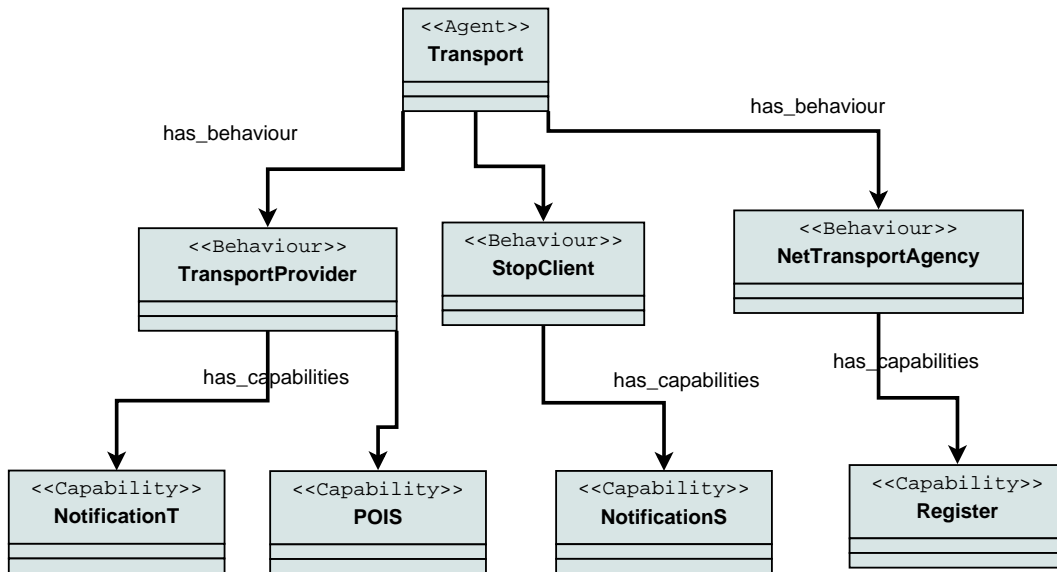 <<Agent>>
Transport
has_behaviour
has_behaviour
<<Behaviour>>
TransportProvider
<<Behaviour>>
StopClient
<<Behaviour>>
NetTransportAgency
has_capabilities
has_capabilities
has_capabilities
<<Capability>>
NotificationT
<<Capability>>
POIS
<<Capability>>
NotificationS
<<Capability>>
Register